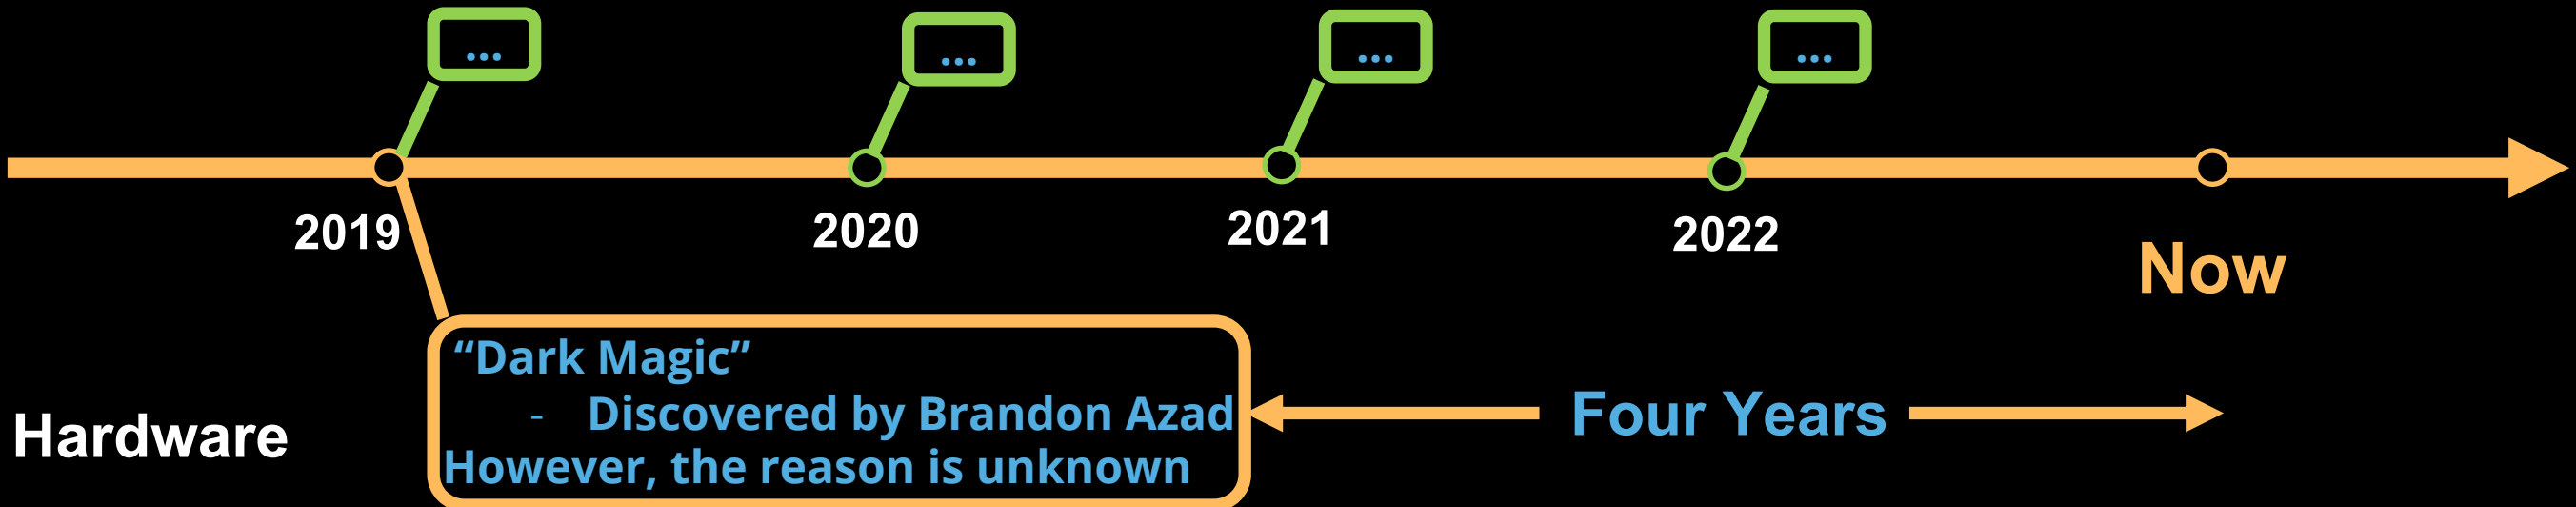 ...
...
...
...
2019
2020
2021
2022
Now
Hardware
“Dark Magic”
- Discovered by Brandon Azad
However, the reason is unknown
Four Years